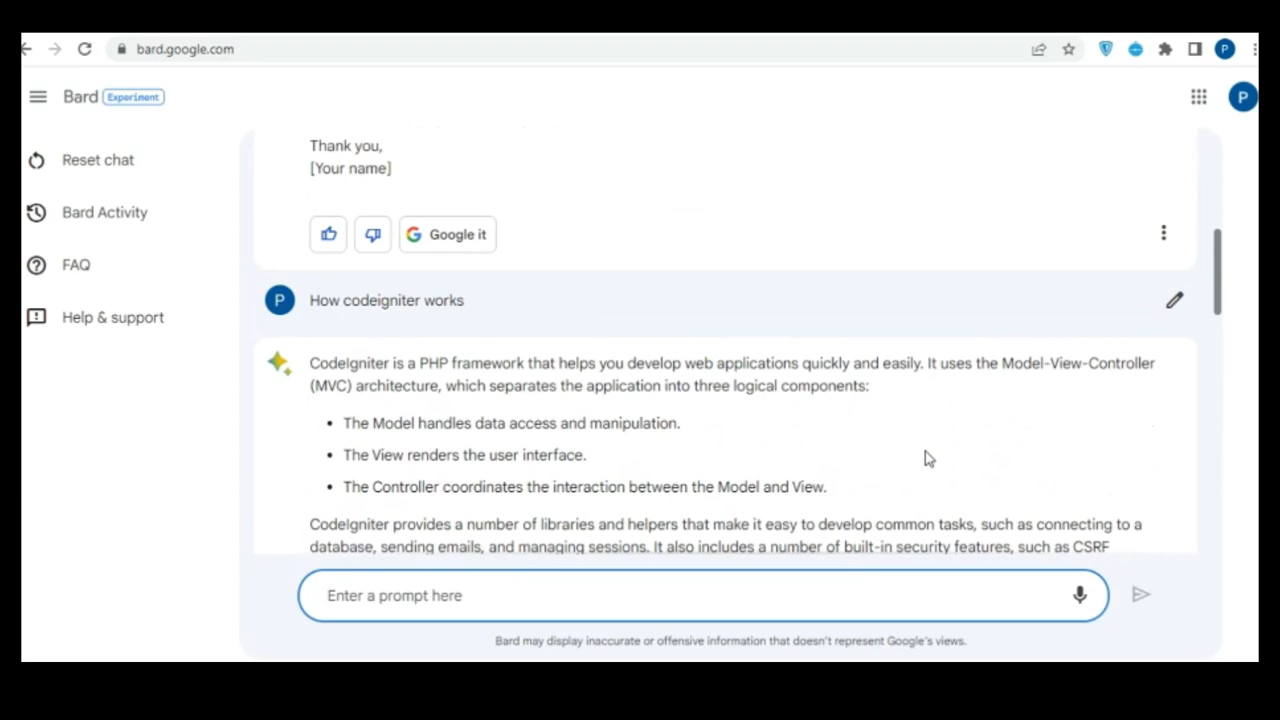 bard.google.com
P
Bard Experiment
P
Reset chat
Bard Activity
FAQ
Help & support
Thank you,
[Your name]
Google it
P
How codeigniter works
CodeIgniter is a PHP framework that helps you develop web applications quickly and easily. It uses the Model-View-Controller
(MVC) architecture, which separates the application into three logical components:
• The Model handles data access and manipulation.
• The View renders the user interface.
• The Controller coordinates the interaction between the Model and View.
CodeIgniter provides a number of libraries and helpers that make it easy to develop common tasks, such as connecting to a
database, sending emails, and managing sessions. It also includes a number of built-in security features, such as CSRF
Enter a prompt here
Bard may display inaccurate or offensive information that doesn't represent Google's views.